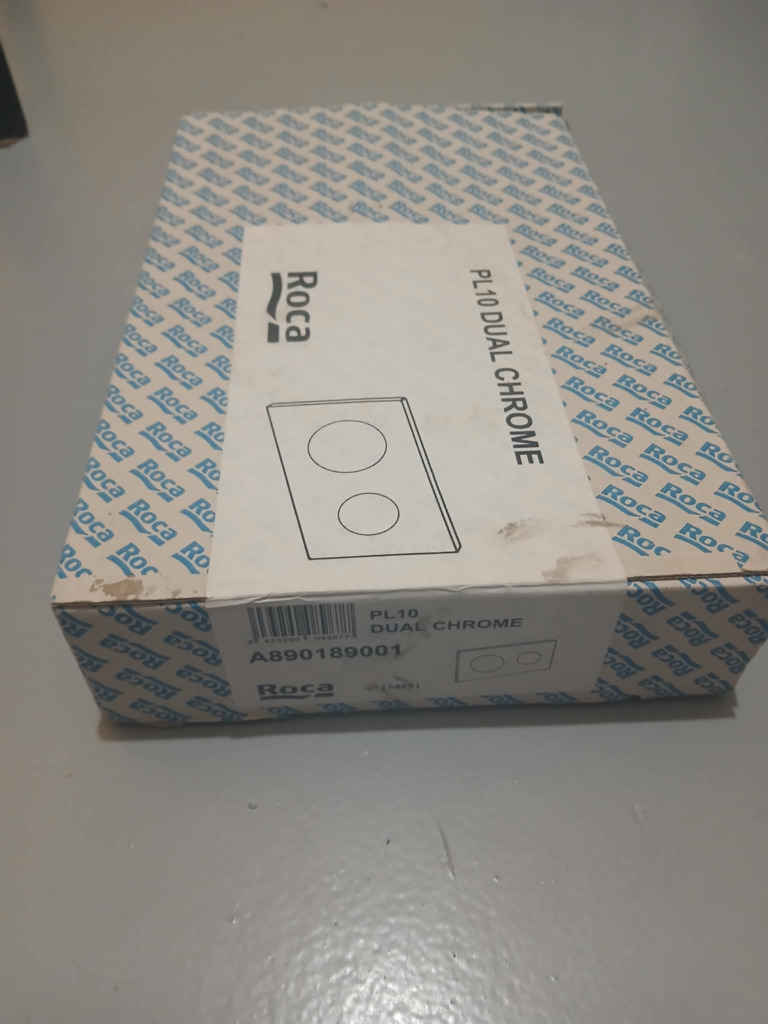 Roca
PL10 DUAL CHROME
PL10
DUAL CHROME
A890189001
Roca